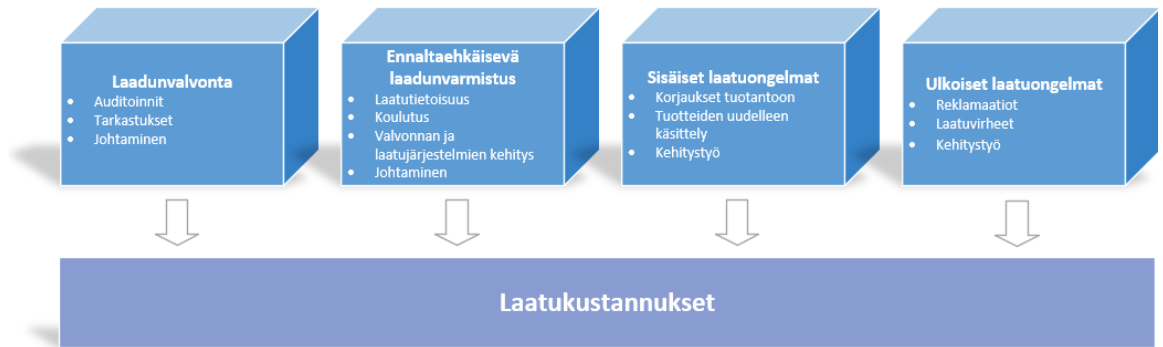 Laadunvalvonta
• Auditoinnit
• Tarkastukset
• Johtaminen
Ennaltaehkäisevä
laadunvarmistus
• Laatutietoisuus
• Koulutus
• Valvonnan ja
laatujärjestelmien kehitys
• Johtaminen
Sisäiset laatuongelmat
• Korjaukset tuotantoon
• Tuotteiden uudelleen
käsittely
• Kehitystyö
Ulkoiset laatuongelmat
• Reklamaatiot
• Laatuvirheet
• Kehitystyö
Laatukustannukset